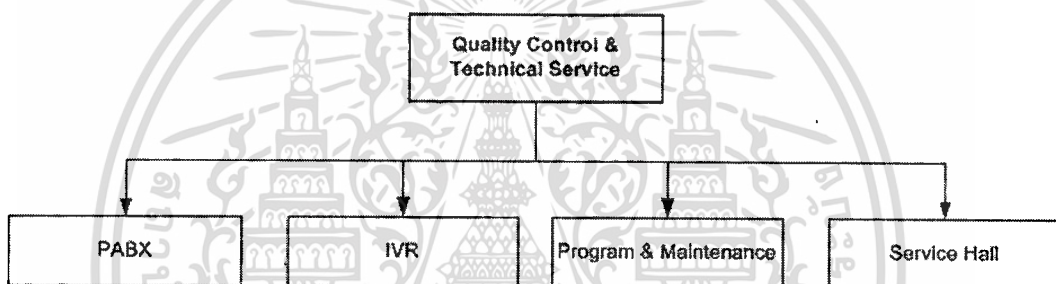 Quality Control &
Technical Service
PABX
IVR
Program & Maintenance
Service Hall